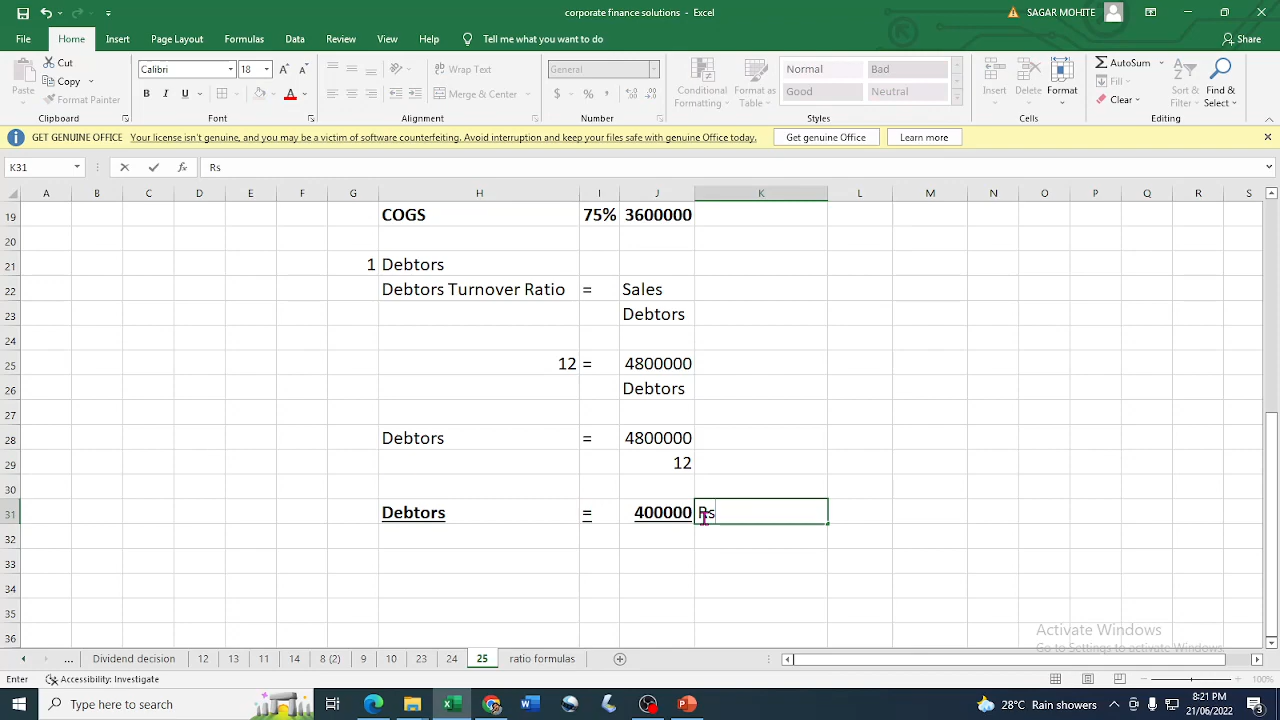 corporate finance solutions - Excel
SAGAR MOHITE
File Home Insert Page Layout Formulas Data Review View Help Tell me what you want to do Share
Paste Cut Copy Format Painter Clipboard
Calibri 18 B I U Font
Wrap Text Merge & Center Alignment
General $ % , Number
Conditional Formatting Format as Table Normal Bad Good Neutral Styles
Insert Delete Format Cells
AutoSum Fill Clear Sort & Filter Find & Select Editing
GET GENUINE OFFICE Your license isn't genuine, and you may be a victim of software counterfeiting. Avoid interruption and keep your files safe with genuine Office today. Get genuine Office Learn more
K31 fx Rs
A B C D E F G H I J K L M N O P Q R S
19 COGS 75% 3600000
20
21 1 Debtors
22 Debtors Turnover Ratio = Sales
23 Debtors
24
25 12 = 4800000
26 Debtors
27
28 Debtors = 4800000
29 12
30
31 Debtors = 400000 Rs
32
33
34
35
36
Activate Windows
Go to Settings to activate Windows.
... Dividend decision 12 13 11 14 8 (2) 9 10 23 24 25 ratio formulas
Enter Accessibility: Investigate 100%
Type here to search 28°C Rain showers 8:21 PM
21/06/2022